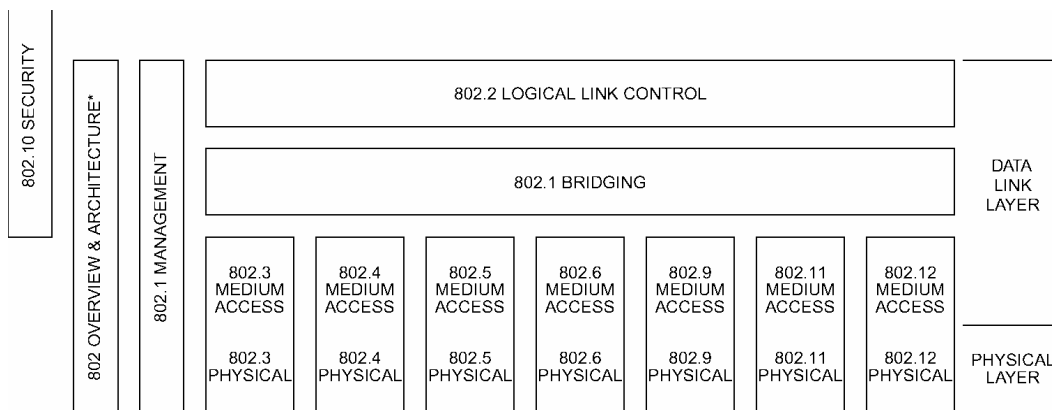 802.10 SECURITY
802 OVERVIEW & ARCHITECTURE*
802.1 MANAGEMENT
802.2 LOGICAL LINK CONTROL
802.1 BRIDGING
DATA
LINK
LAYER
802.3
MEDIUM
ACCESS
802.3
PHYSICAL
802.4
MEDIUM
ACCESS
802.4
PHYSICAL
802.5
MEDIUM
ACCESS
802.5
PHYSICAL
802.6
MEDIUM
ACCESS
802.6
PHYSICAL
802.9
MEDIUM
ACCESS
802.9
PHYSICAL
802.11
MEDIUM
ACCESS
802.11
PHYSICAL
802.12
MEDIUM
ACCESS
802.12
PHYSICAL
PHYSICAL
LAYER